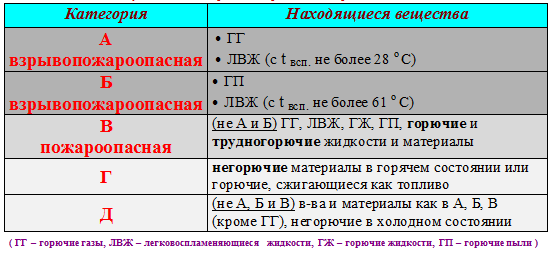 Категория Находящиеся вещества
А
взрывопожароопасная
• ГГ
• ЛВЖ (с t всп. не более 28 °С)
Б
взрывопожароопасная
• ГП
• ЛВЖ (с t всп. не более 61 °С)
В
пожароопасная
(не А и Б) ГГ, ЛВЖ, ГЖ, ГП, горючие и
трудногорючие жидкости и материалы
Г
негорючие материалы в горячем состоянии или
горючие, сжигающиеся как топливо
Д
(не А, Б и В) в-ва и материалы как в А, Б, В
(кроме ГГ), негорючие в холодном состоянии
( ГГ – горючие газы, ЛВЖ – легковоспламеняющиеся жидкости, ГЖ – горючие жидкости, ГП – горючие пыли )